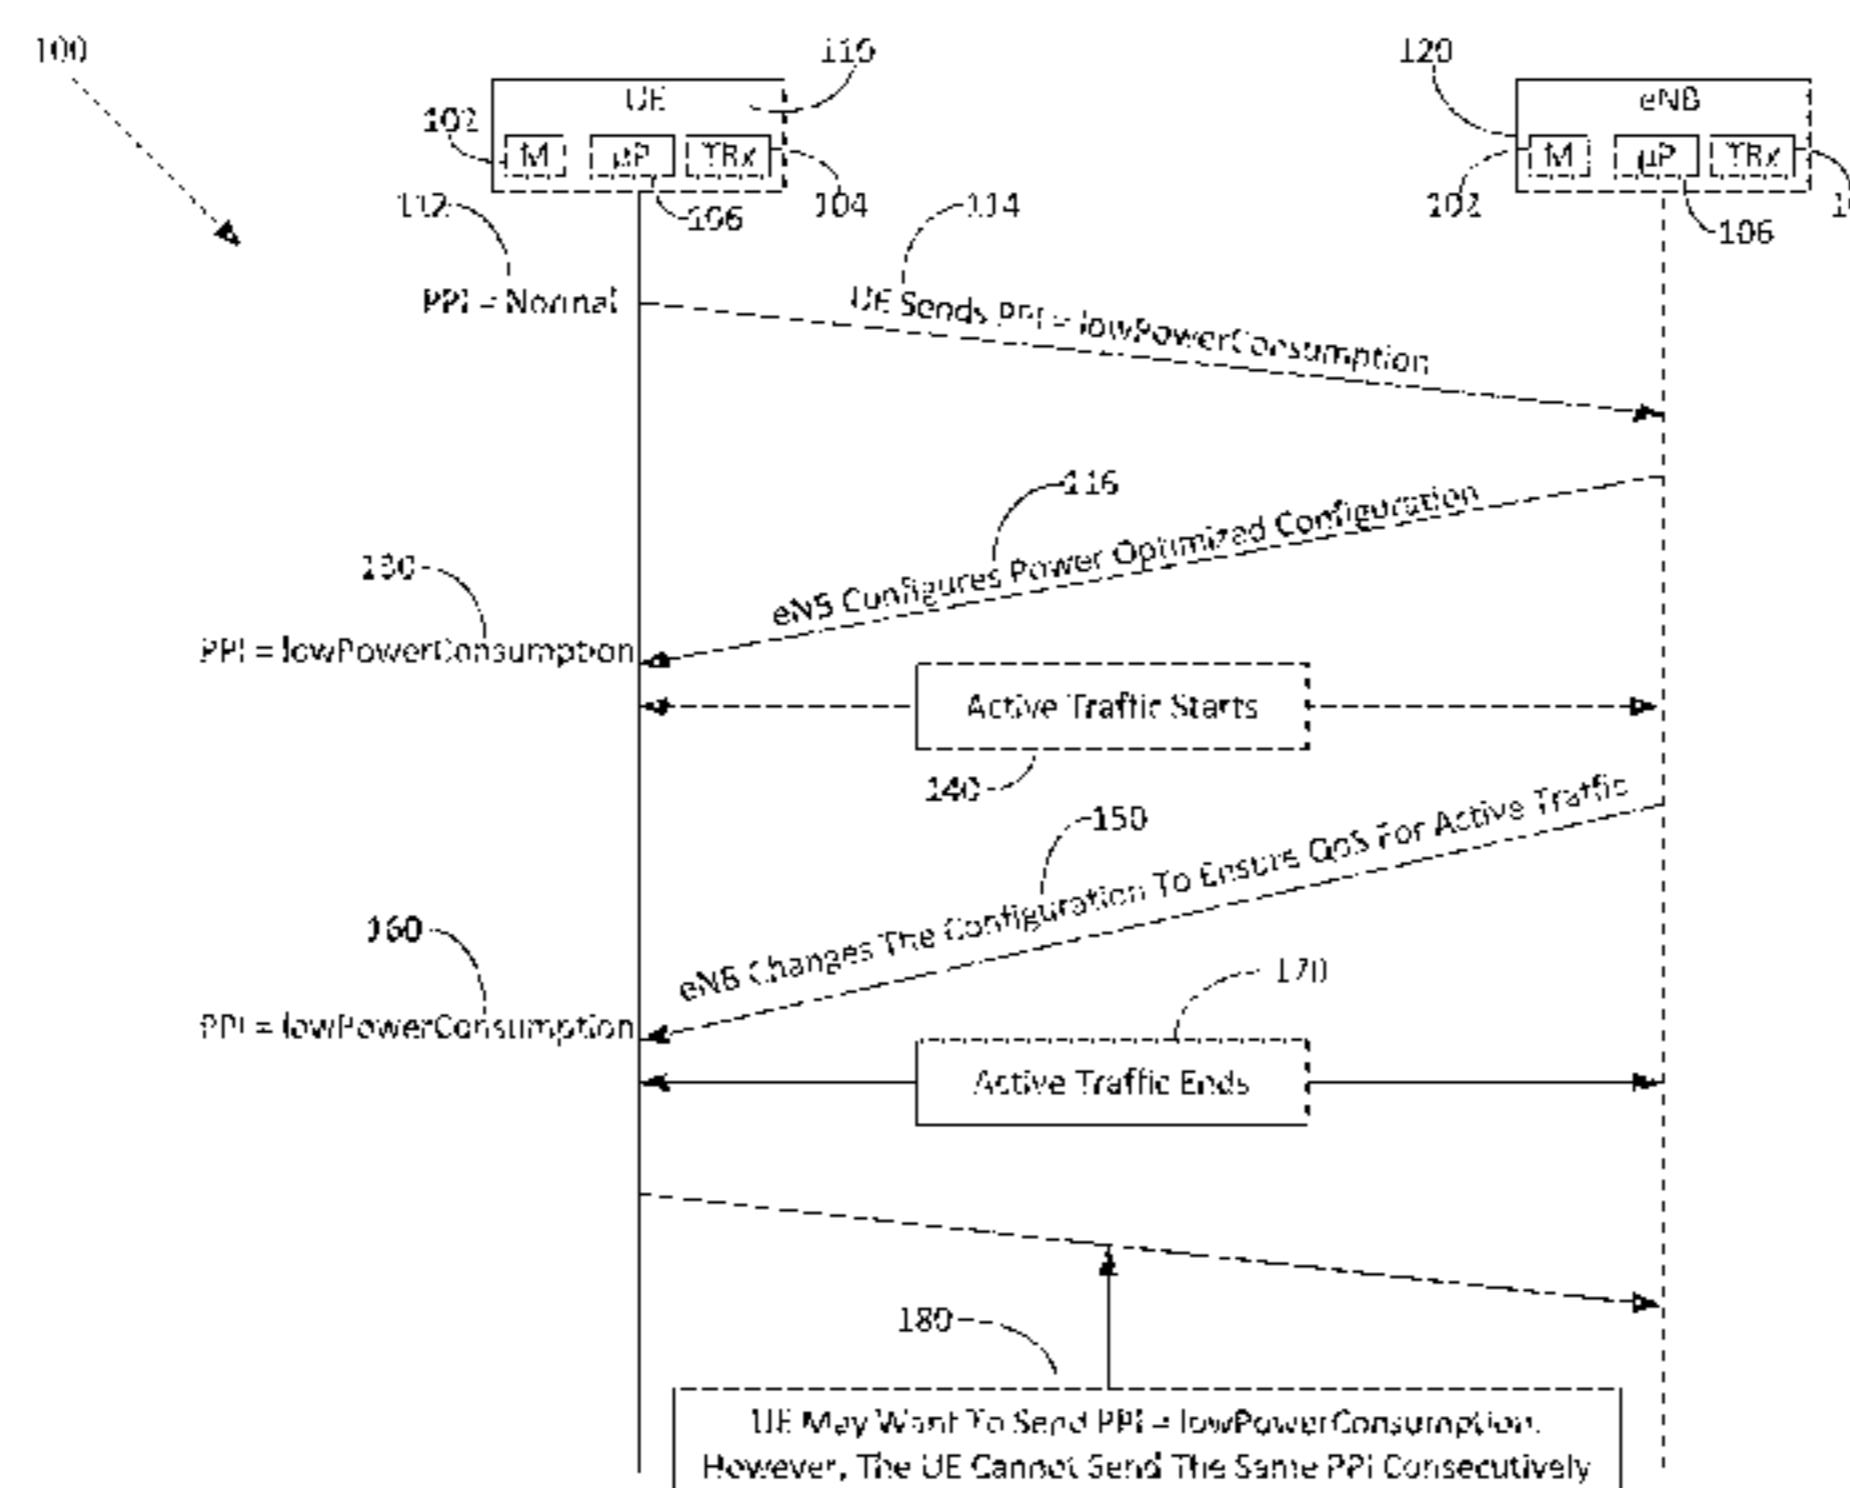 100
110
120
UE
eNB
102
M
µP
TRx
M
µP
TRx
112
106
104
114
102
106
PPI = Normal
UE Sends PPI = lowPowerConsumption
116
eNB Configures Power Optimized Configuration
130
PPI = lowPowerConsumption
Active Traffic Starts
140
150
eNB Changes The Configuration To Ensure QoS For Active Traffic
160
170
PPI = lowPowerConsumption
Active Traffic Ends
180
UE May Want To Send PPI = lowPowerConsumption.
However, The UE Cannot Send The Same PPI Consecutively